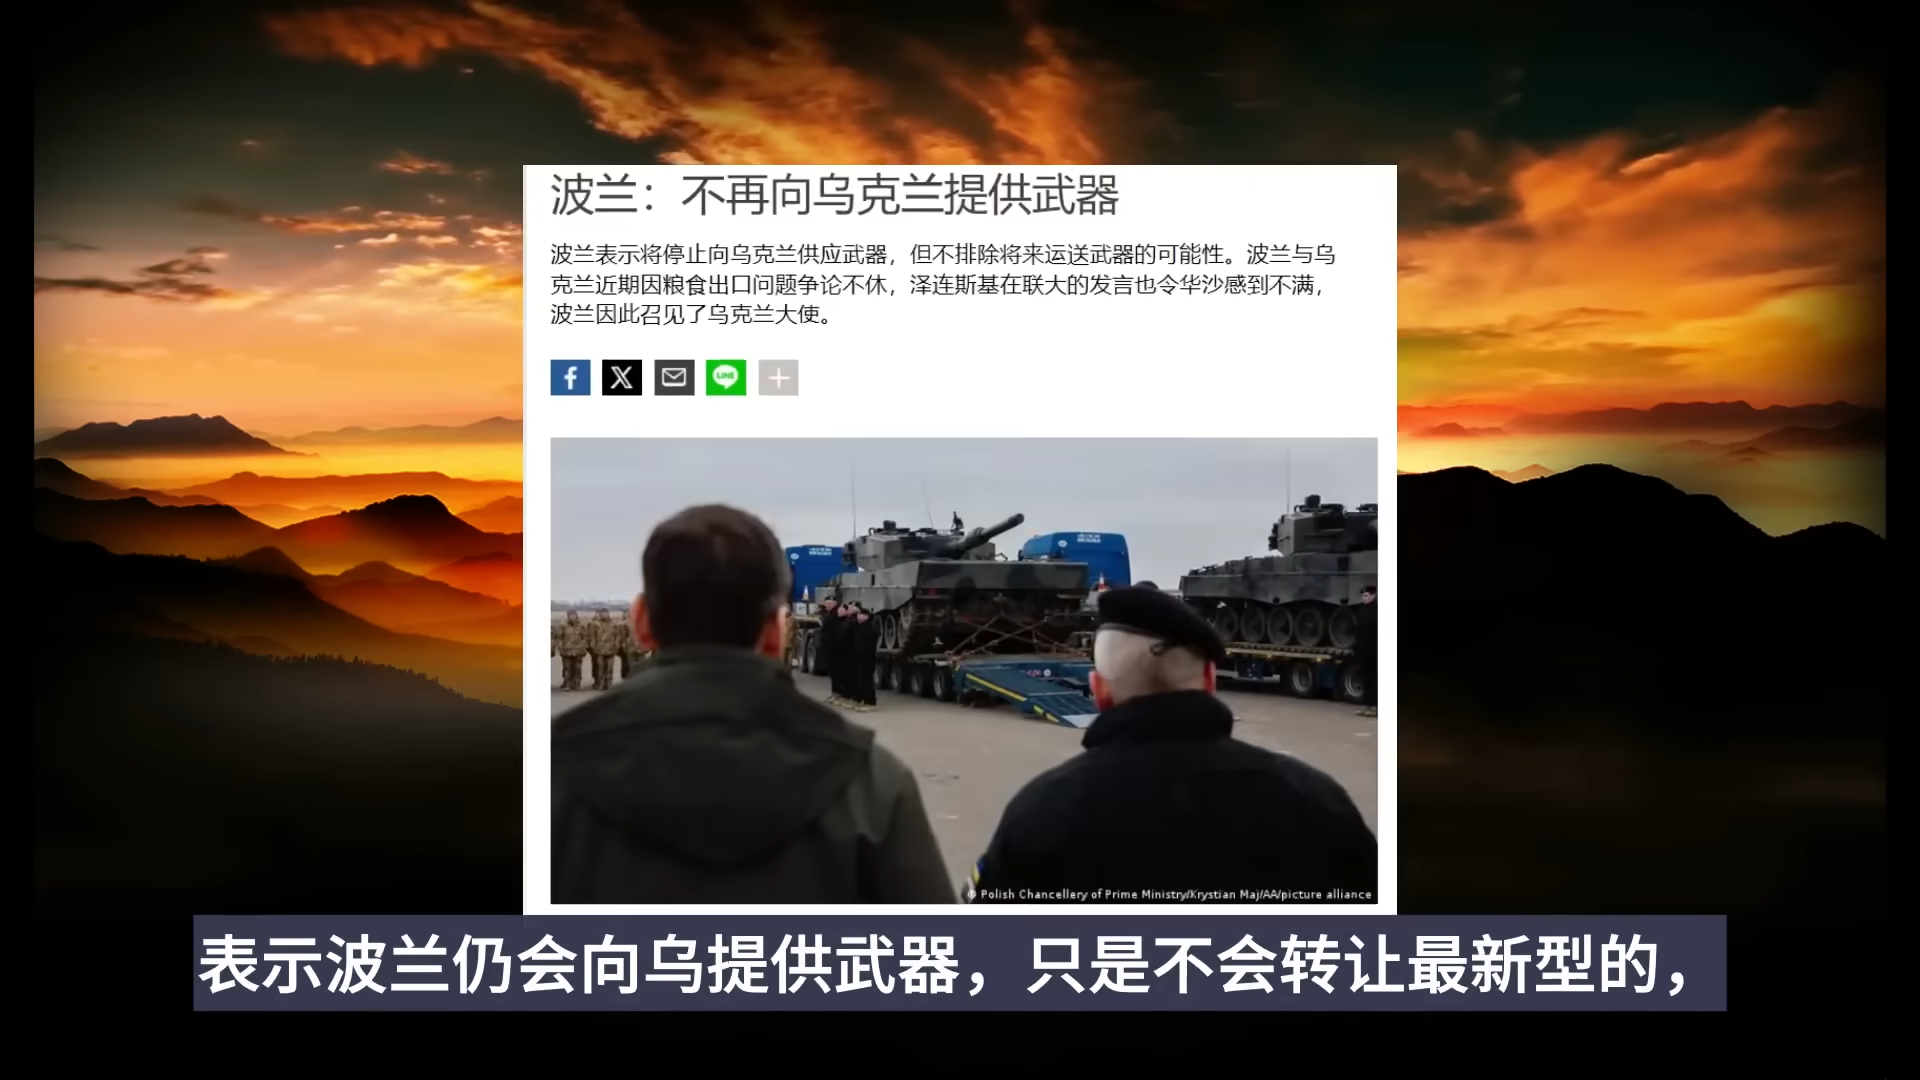 波兰：不再向乌克兰提供武器
波兰表示将停止向乌克兰供应武器，但不排除将来运送武器的可能性。波兰与乌
克兰近期因粮食出口问题争论不休，泽连斯基在联大的发言也令华沙感到不满，
波兰因此召见了乌克兰大使。
LINE
© Polish Chancellery of Prime Ministry/Krystian Maj/AA/picture alliance
表示波兰仍会向乌提供武器，只是不会转让最新型的，